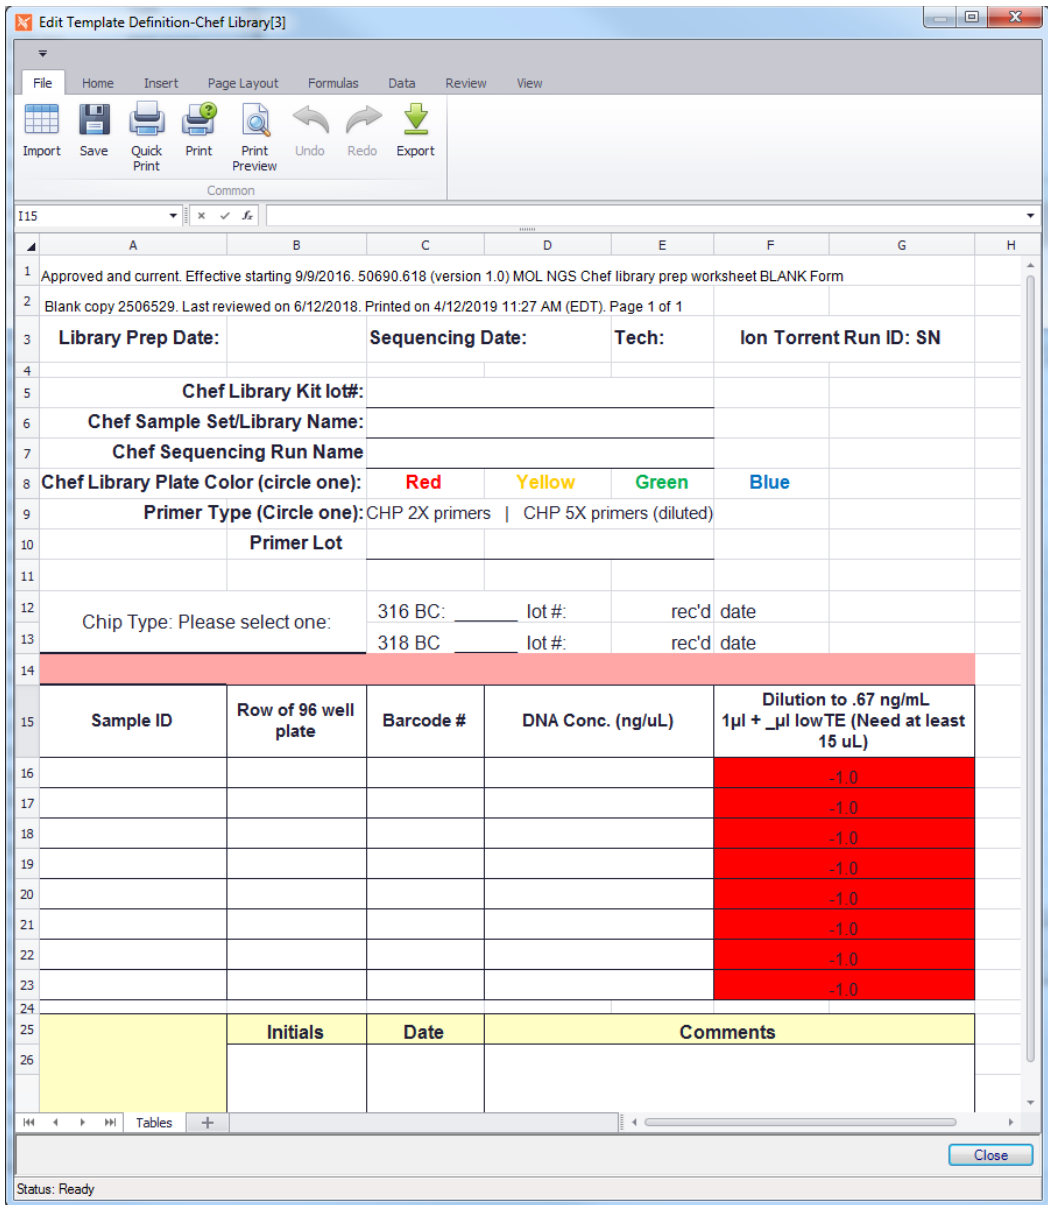 Edit Template Definition-Chef Library[3]
File Home Insert Page Layout Formulas Data Review View
Import Save Quick Print Print Print Preview Undo Redo Export
Common
I15 fx
A B C D E F G H
1 Approved and current. Effective starting 9/9/2016. 50690.618 (version 1.0) MOL NGS Chef library prep worksheet BLANK Form
2 Blank copy 2506529. Last reviewed on 6/12/2018. Printed on 4/12/2019 11:27 AM (EDT). Page 1 of 1
3 Library Prep Date: Sequencing Date: Tech: Ion Torrent Run ID: SN
4
5 Chef Library Kit lot#:
6 Chef Sample Set/Library Name:
7 Chef Sequencing Run Name
8 Chef Library Plate Color (circle one): Red Yellow Green Blue
9 Primer Type (Circle one): CHP 2X primers | CHP 5X primers (diluted)
10 Primer Lot
11
Chip Type: Please select one:
12 316 BC: ______ lot #: rec'd date
13 318 BC ______ lot #: rec'd date
14
15 Sample ID Row of 96 well plate Barcode # DNA Conc. (ng/uL) Dilution to .67 ng/mL
1µl + _µl lowTE (Need at least
15 uL)
16 -1.0
17 -1.0
18 -1.0
19 -1.0
20 -1.0
21 -1.0
22 -1.0
23 -1.0
24
25 Initials Date Comments
26
Tables
Close
Status: Ready